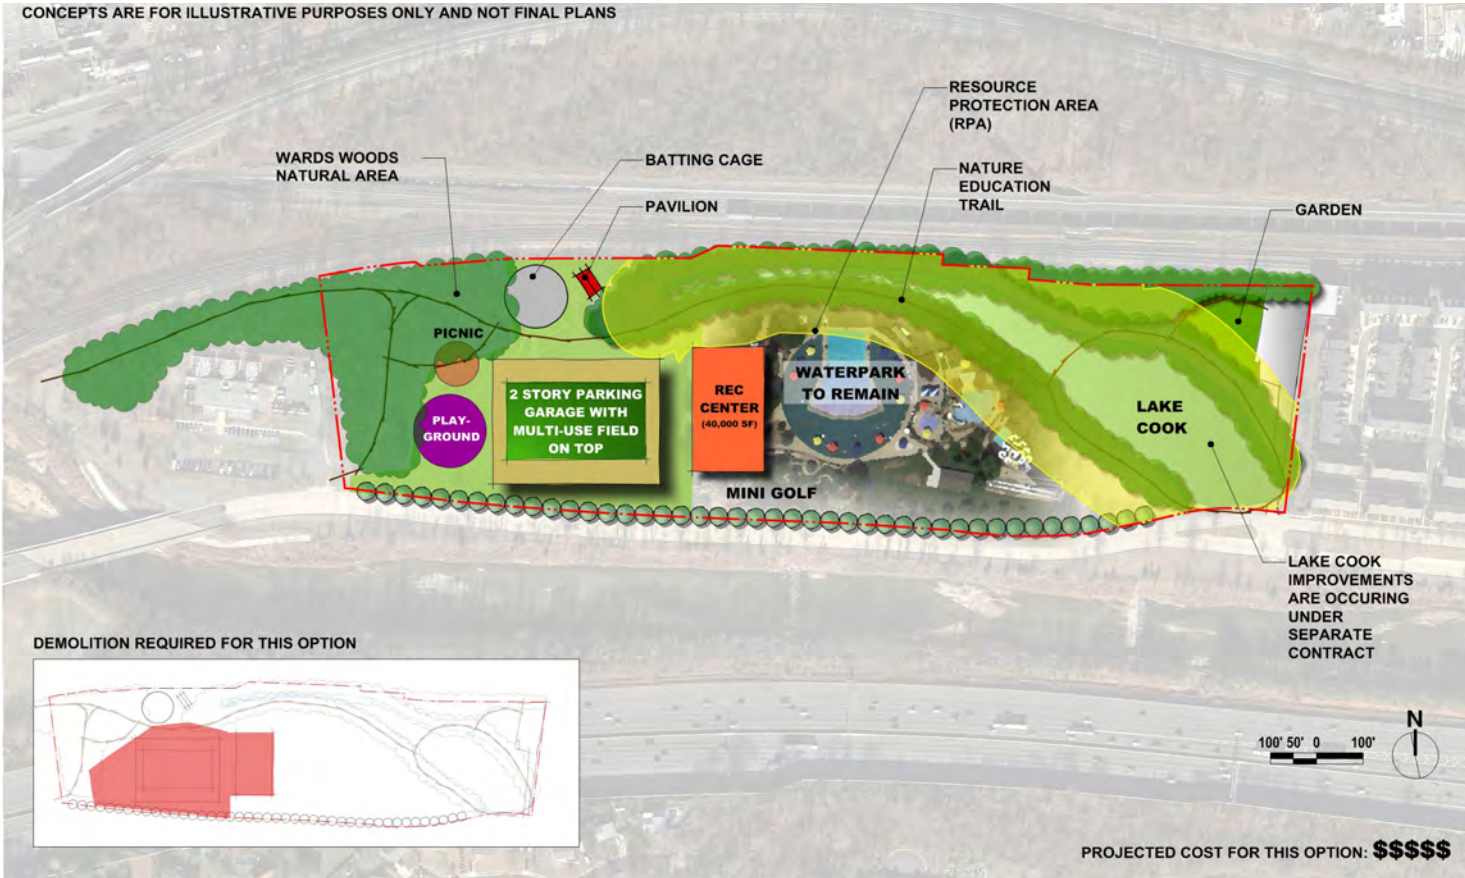 CONCEPTS ARE FOR ILLUSTRATIVE PURPOSES ONLY AND NOT FINAL PLANS
RESOURCE
PROTECTION AREA
(RPA)
WARDS WOODS
NATURAL AREA
BATTING CAGE
PAVILION
NATURE
EDUCATION
TRAIL
GARDEN
PICNIC
PLAY-
GROUND
2 STORY PARKING
GARAGE WITH
MULTI-USE FIELD
ON TOP
REC
CENTER
(40,000 SF)
WATERPARK
TO REMAIN
LAKE
COOK
MINI GOLF
LAKE COOK
IMPROVEMENTS
ARE OCCURING
UNDER
SEPARATE
CONTRACT
DEMOLITION REQUIRED FOR THIS OPTION
N
100' 50' 0 100'
PROJECTED COST FOR THIS OPTION: $$$$$